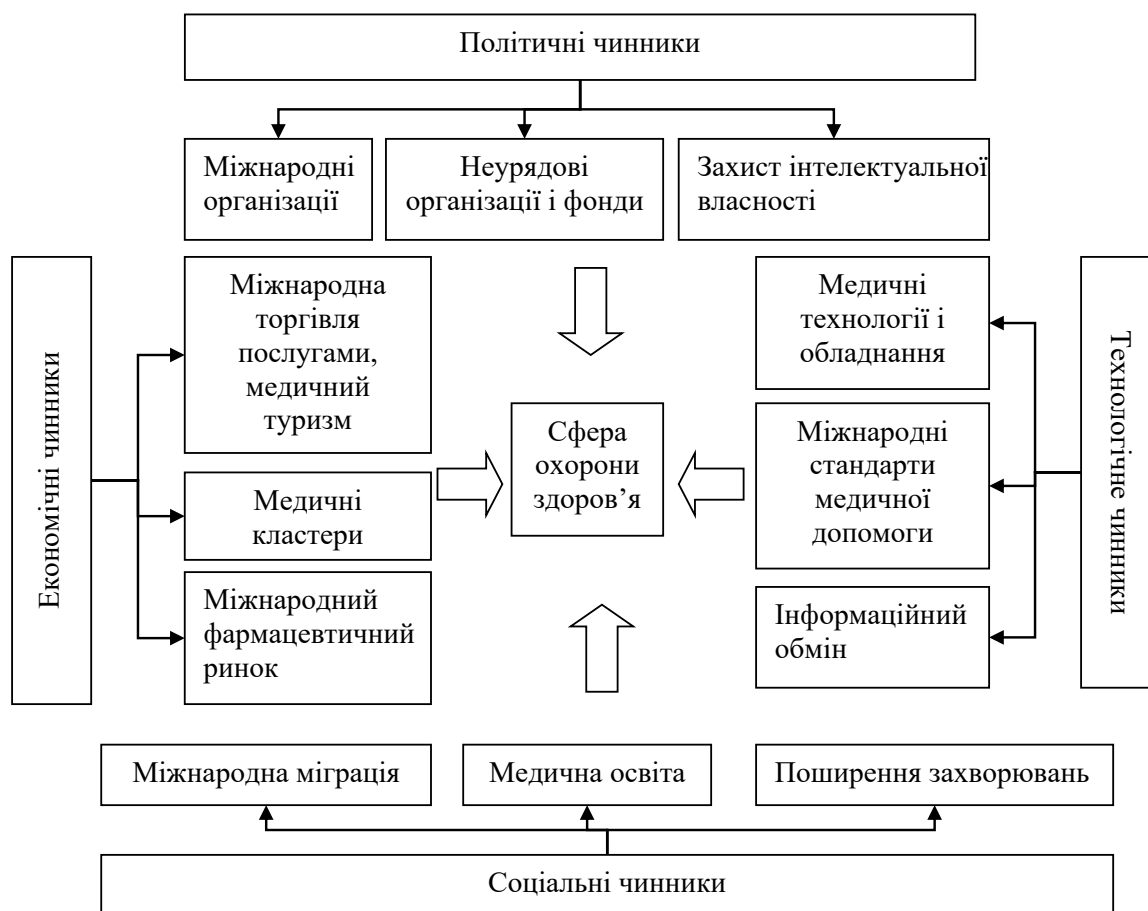 Політичні чинники
Міжнародні
організації
Неурядові
організації і фонди
Захист інтелектуальної
власності
Економічні чинники
Міжнародна
торгівля
послугами,
медичний
туризм
Медичні
кластери
Міжнародний
фармацевтичний
ринок
Сфера
охорони
здоров’я
Медичні
технології і
обладнання
Міжнародні
стандарти
медичної
допомоги
Інформаційний
обмін
Технологічне чинники
Міжнародна міграція
Медична освіта
Поширення захворювань
Соціальні чинники